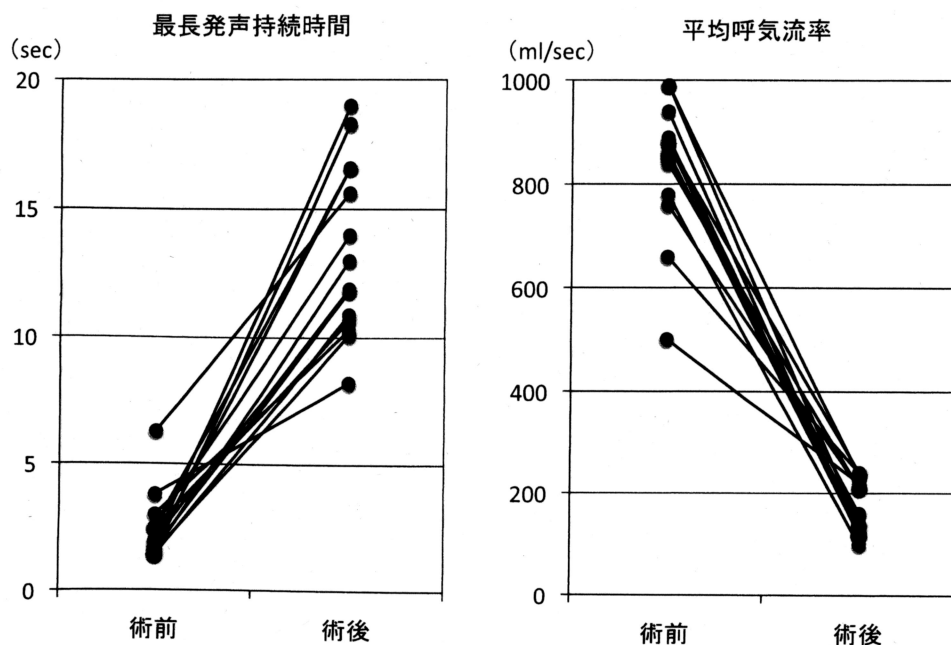 最長発声持続時間
（sec）
20
15
10
5
0
術前
術後
平均呼気流率
（ml/sec）
1000
800
600
400
200
0
術前
術後